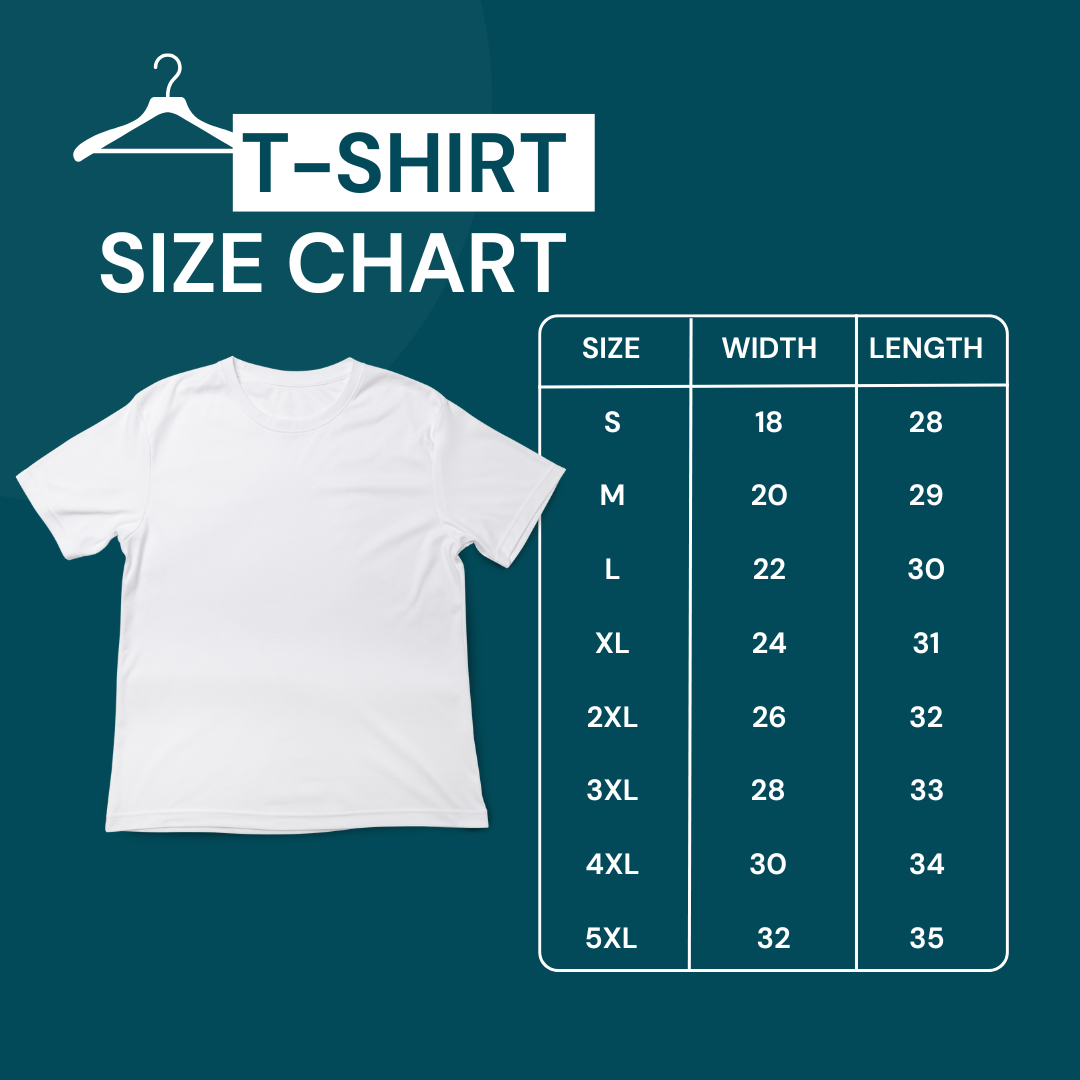 T-SHIRT
SIZE CHART
SIZE WIDTH LENGTH
S 18 28
M 20 29
L 22 30
XL 24 31
2XL 26 32
3XL 28 33
4XL 30 34
5XL 32 35